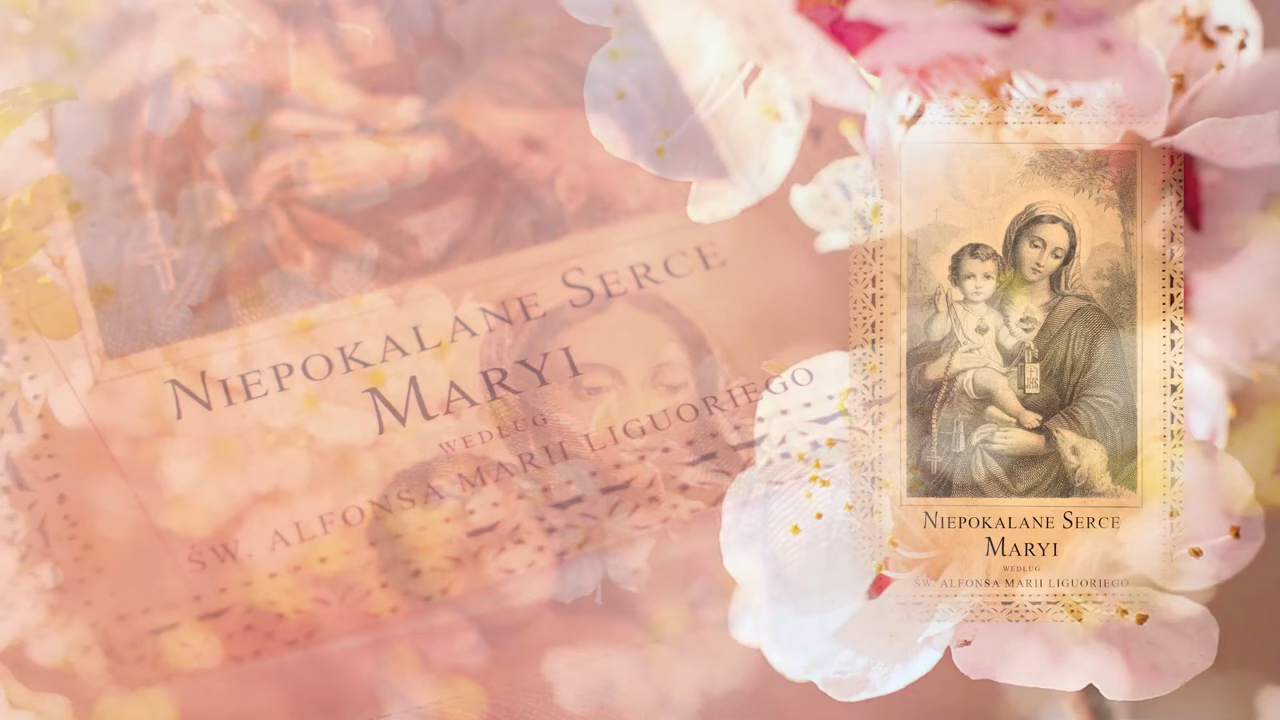 NIEPOKALANE SERCE
MARYI
WEDŁUG
ŚW. ALFONSA MARII LIGUORIEGO
NIEPOKALANE SERCE
MARYI
WEDŁUG
ŚW. ALFONSA MARII LIGUORIEGO